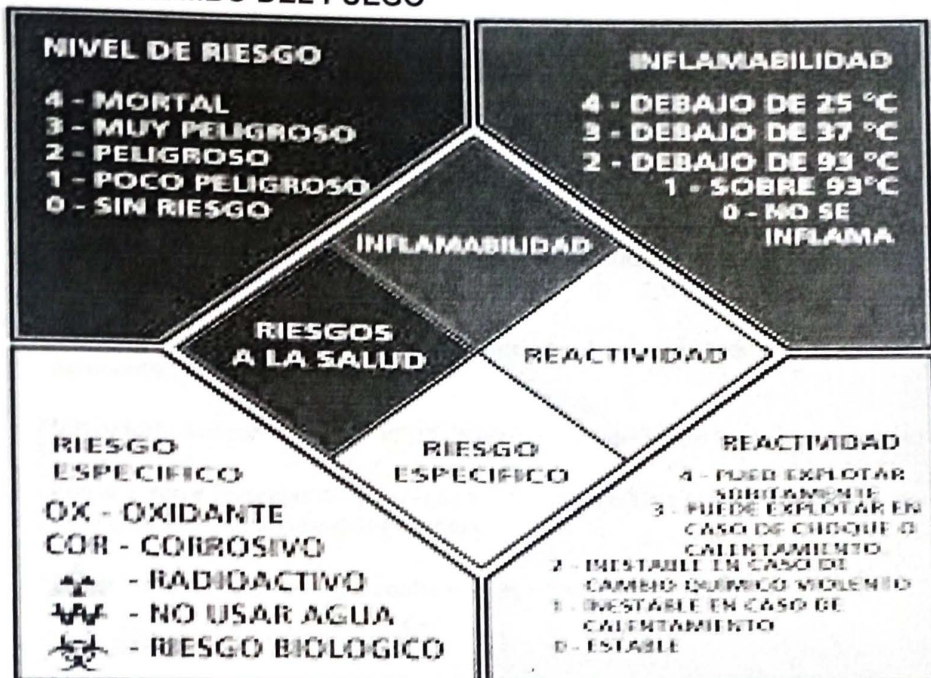 DEL FUEGO
NIVEL DE RIESGO
4 - MORTAL
3 - MUY PELIGROSO
2 - PELIGROSO
1 - POCO PELIGROSO
0 - SIN RIESGO
INFLAMABILIDAD
4 - DEBAJO DE 25 °C
3 - DEBAJO DE 37 °C
2 - DEBAJO DE 93 °C
1 - SOBRE 93°C
0 - NO SE
INFLAMA
INFLAMABILIDAD
RIESGOS
A LA SALUD
REACTIVIDAD
RIESGO
ESPECIFICO
RIESGO
ESPECIFICO
OX - OXIDANTE
COR - CORROSIVO
- RADIOACTIVO
- NO USAR AGUA
- RIESGO BIOLOGICO
REACTIVIDAD
4 - PUED EXPLOTAR
SUBITAMENTE
3 - PUEDE EXPLOTAR EN
CASO DE CHOQUE O
CALENTAMIENTO
2 - INESTABLE EN CASO DE
CAMBIO QUIMICO VIOLENTO
1 - INESTABLE EN CASO DE
CALENTAMIENTO
0 - ESTABLE